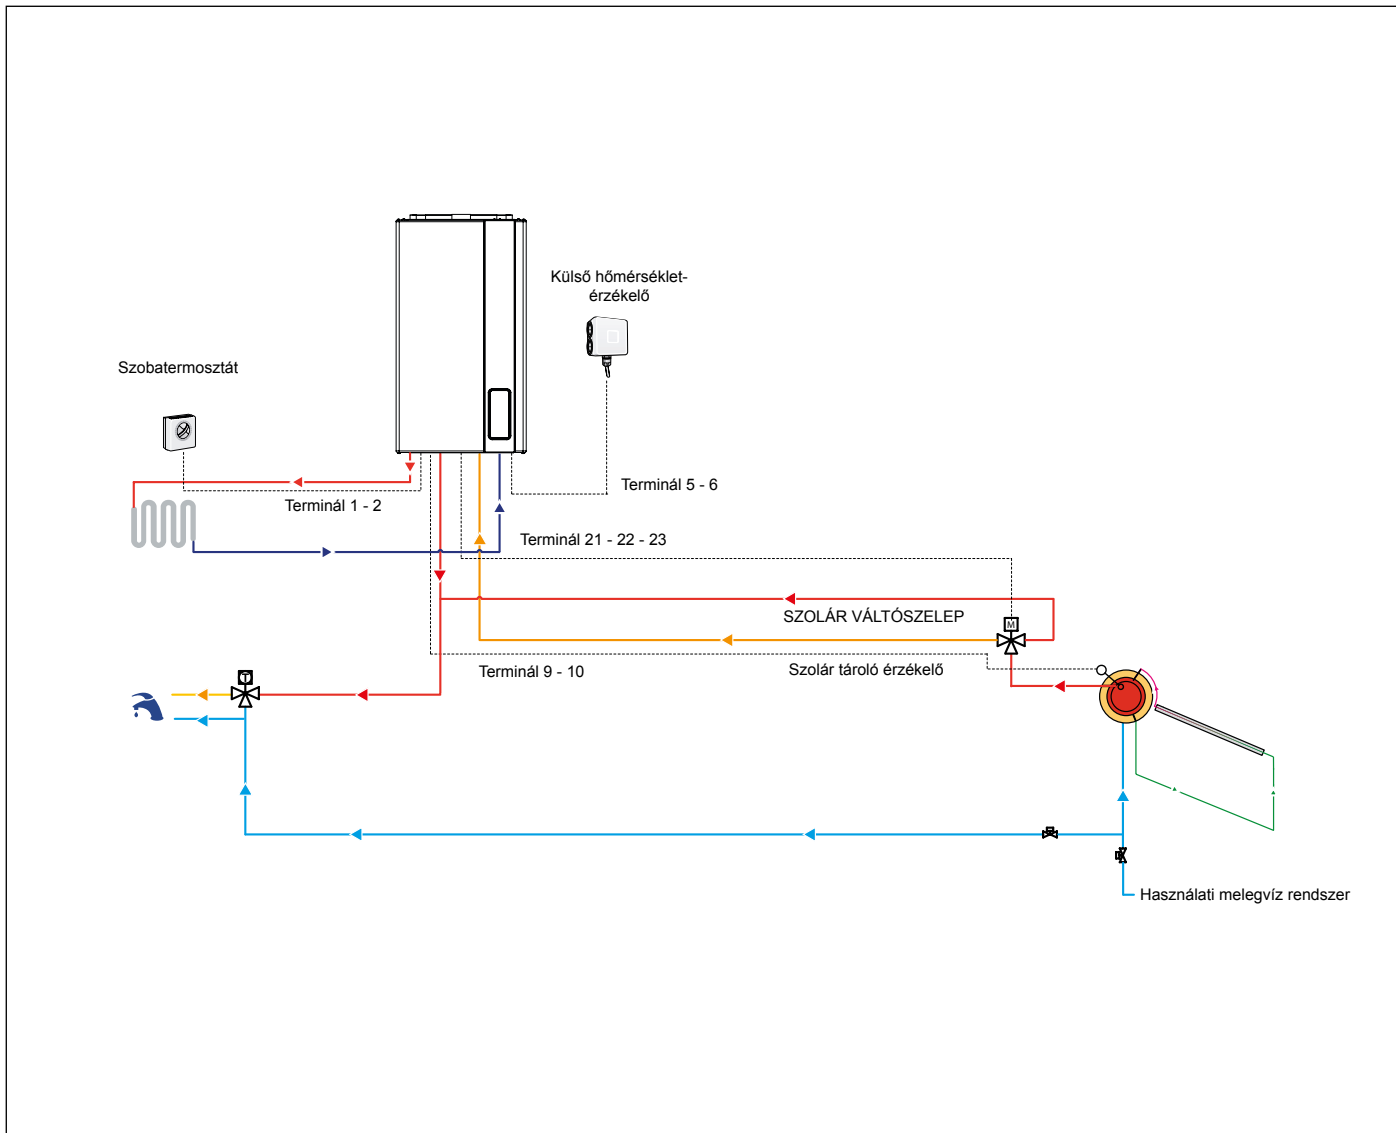 Külső hőmérséklet-
érzékelő
Szobatermosztát
Terminál 5 - 6
Terminál 1 - 2
Terminál 21 - 22 - 23
SZOLÁR VÁLTÓSZELEP
M
Terminál 9 - 10
Szolár tároló érzékelő
T
Használati melegvíz rendszer